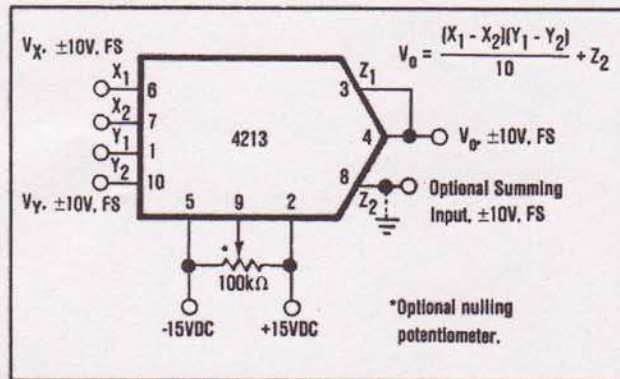 Vₓ. ±10V, FS
X₁
6
X₂
7
Y₁
1
Y₂
10
V_Y. ±10V, FS
4213
5
9
2
Z₁
3
4
8
Z₂
V₀ = (X₁ - X₂)(Y₁ - Y₂) / 10 + Z₂
V₀. ±10V, FS
Optional Summing
Input, ±10V, FS
*
100kΩ
-15VDC
+15VDC
*Optional nulling
potentiometer.